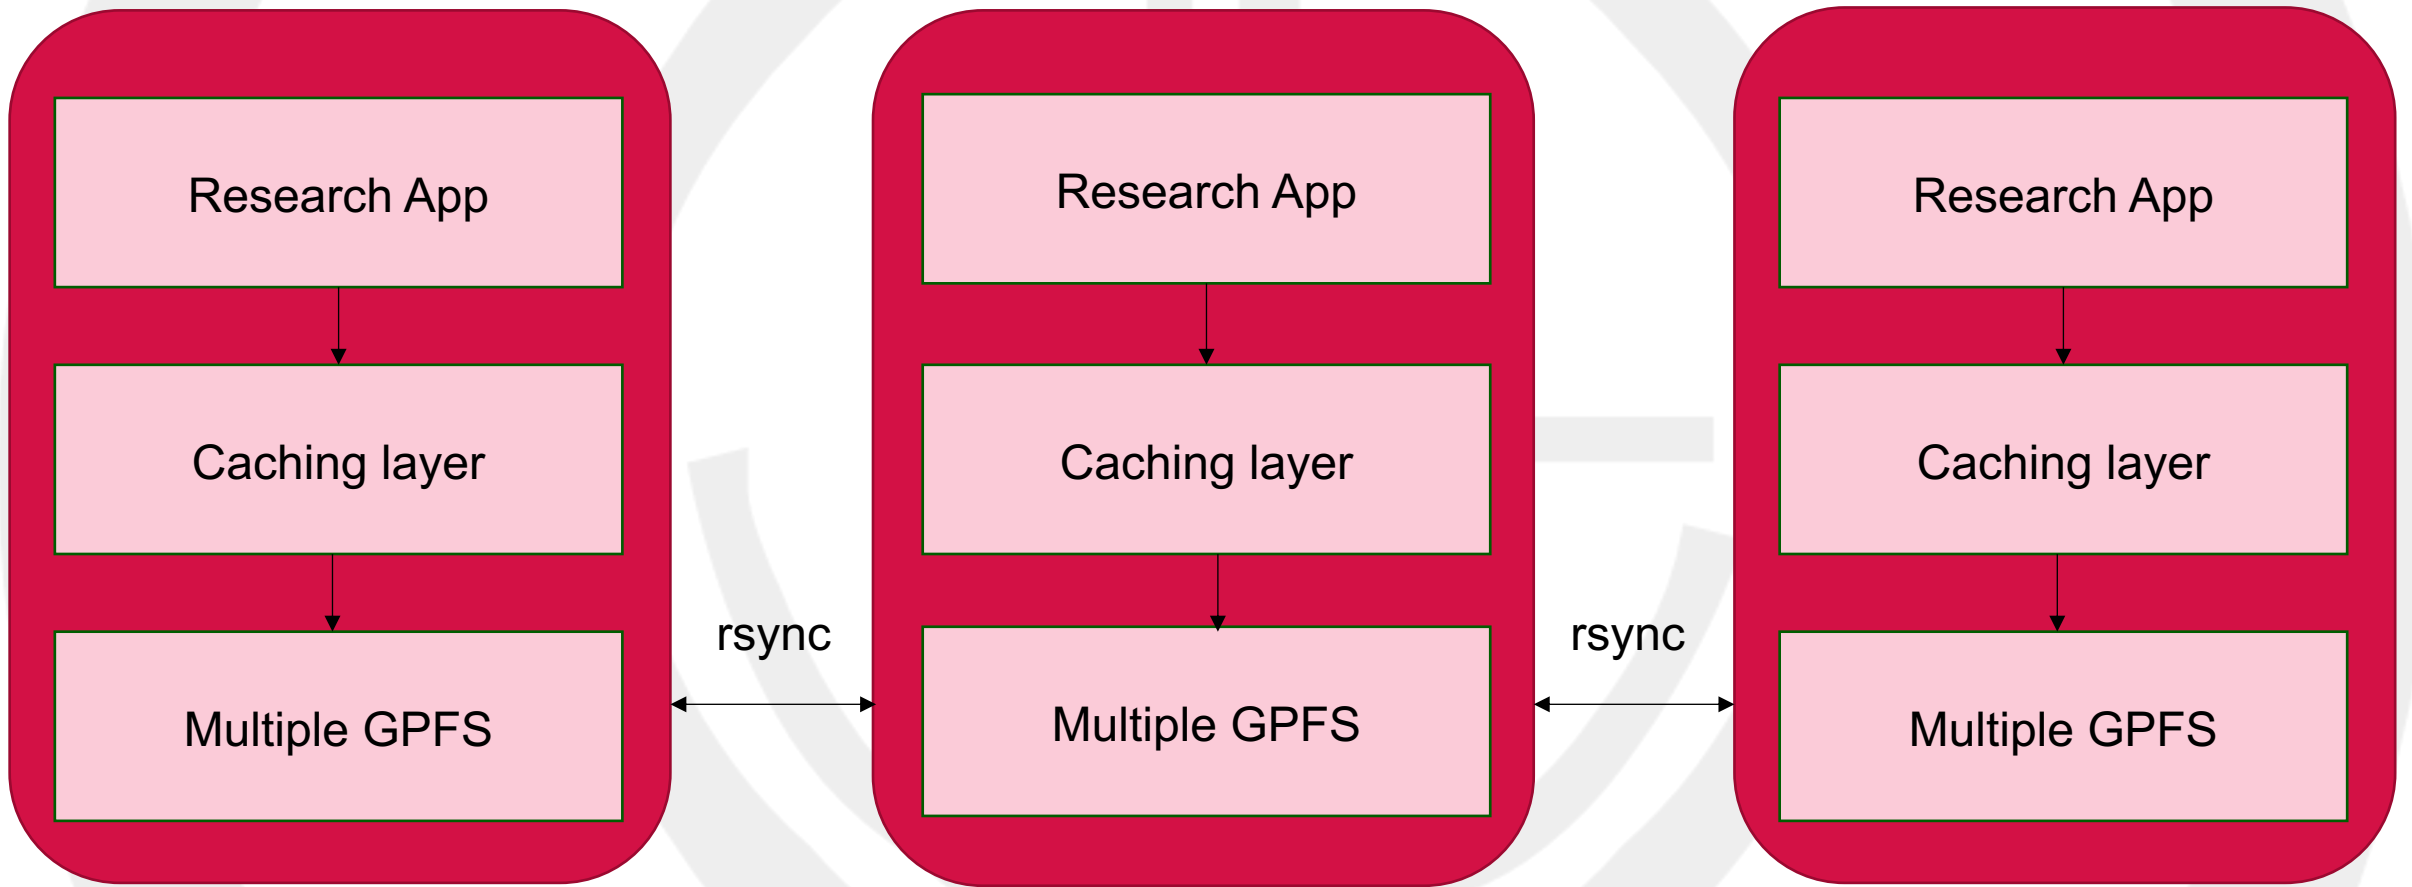 Research App
Caching layer
Multiple GPFS
rsync
Research App
Caching layer
Multiple GPFS
rsync
Research App
Caching layer
Multiple GPFS